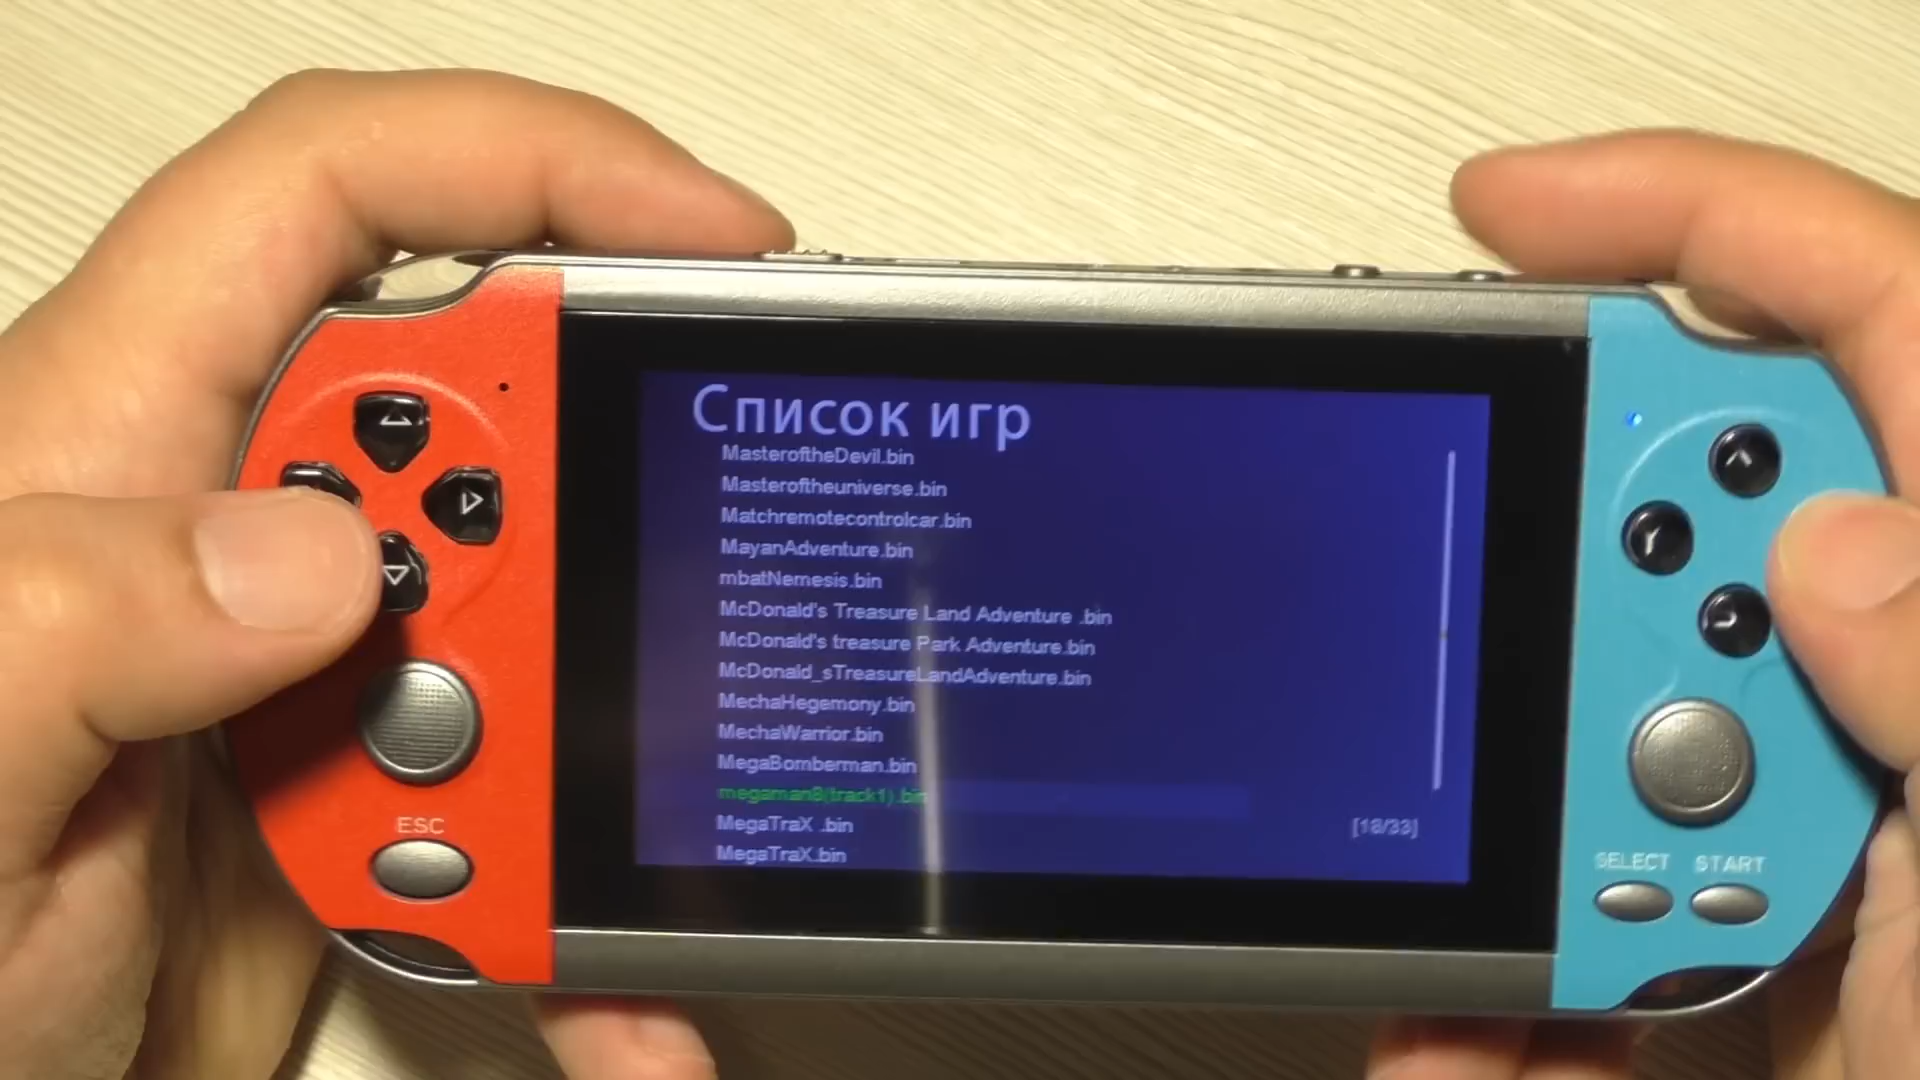 Список игр
MasteroftheDevil.bin
Masteroftheuniverse.bin
Matchremotecontrolcar.bin
MayanAdventure.bin
mbatNemesis.bin
McDonald's Treasure Land Adventure .bin
McDonald's treasure Park Adventure.bin
McDonald_sTreasureLandAdventure.bin
MechaHegemony.bin
MechaWarrior.bin
MegaBomberman.bin
megaman8(track1).bin
MegaTraX .bin
[18/33]
MegaTraX.bin
ESC
SELECT START